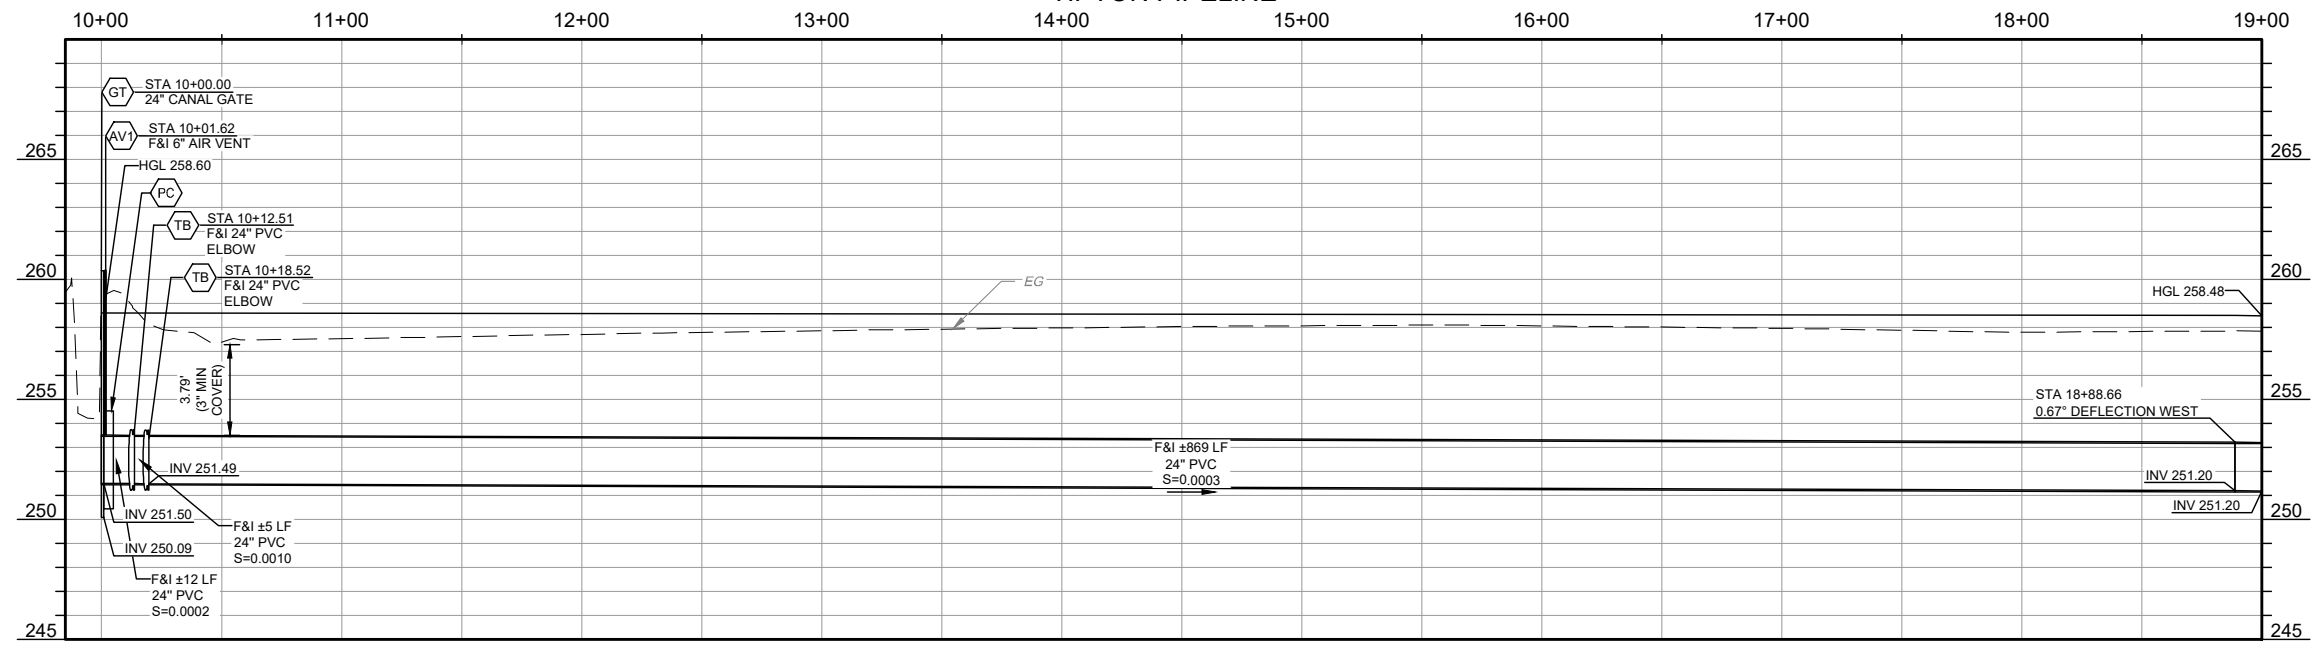 10+00 11+00 12+00 13+00 14+00 15+00 16+00 17+00 18+00 19+00
GT
STA 10+00.00
24" CANAL GATE
AV1
STA 10+01.62
F&I 6" AIR VENT
265
265
HGL 258.60
PC
TB
STA 10+12.51
F&I 24" PVC
ELBOW
TB
STA 10+18.52
F&I 24" PVC
ELBOW
260
260
EG
HGL 258.48
3.79'
(3" MIN
COVER)
255
255
STA 18+88.66
0.67° DEFLECTION WEST
F&I ±869 LF
24" PVC
S=0.0003
INV 251.49
INV 251.20
INV 251.20
INV 251.50
250
250
F&I ±5 LF
24" PVC
S=0.0010
INV 250.09
F&I ±12 LF
24" PVC
S=0.0002
245
245